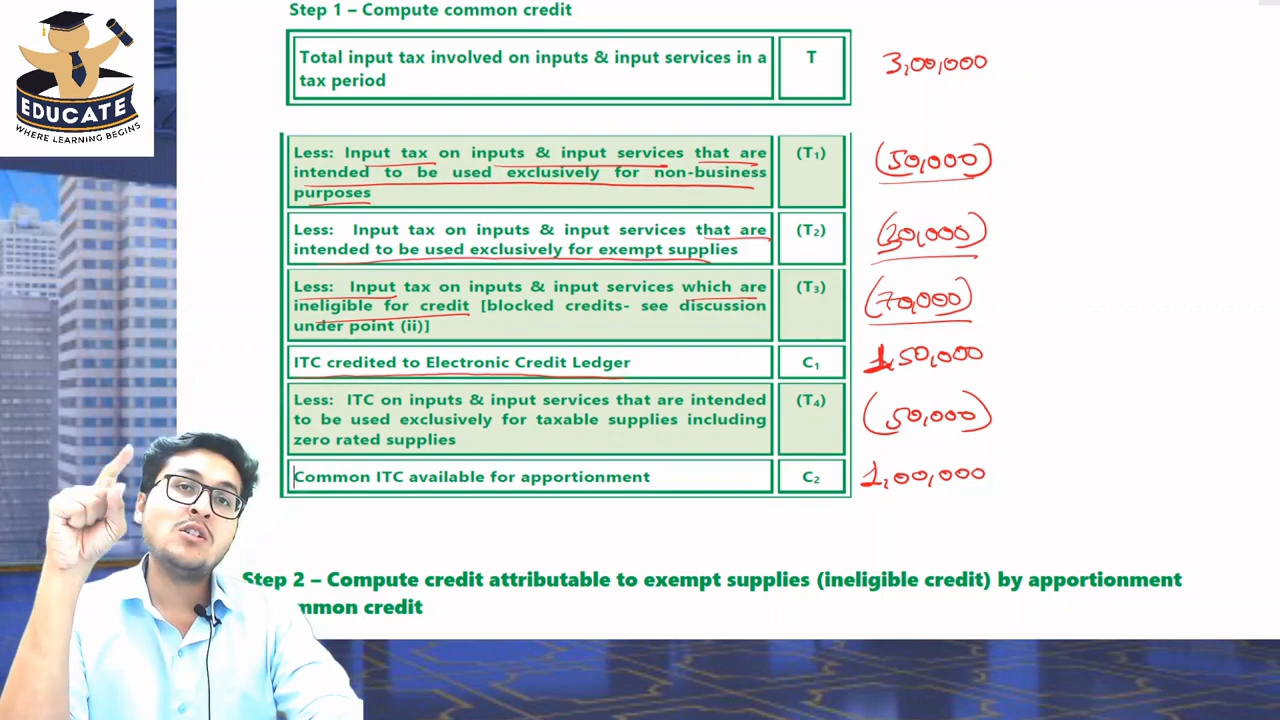 EDUCATE
WHERE LEARNING BEGINS
Step 1 – Compute common credit
Total input tax involved on inputs & input services in a
tax period
T
3,00,000
Less: Input tax on inputs & input services that are
intended to be used exclusively for non-business
purposes
(T₁)
(50,000)
Less: Input tax on inputs & input services that are
intended to be used exclusively for exempt supplies
(T₂)
(30,000)
Less: Input tax on inputs & input services which are
ineligible for credit [blocked credits- see discussion
under point (ii)]
(T₃)
(70,000)
ITC credited to Electronic Credit Ledger
C₁
1,50,000
Less: ITC on inputs & input services that are intended
to be used exclusively for taxable supplies including
zero rated supplies
(T₄)
(50,000)
Common ITC available for apportionment
C₂
1,00,000
Step 2 – Compute credit attributable to exempt supplies (ineligible credit) by apportionment
mmon credit